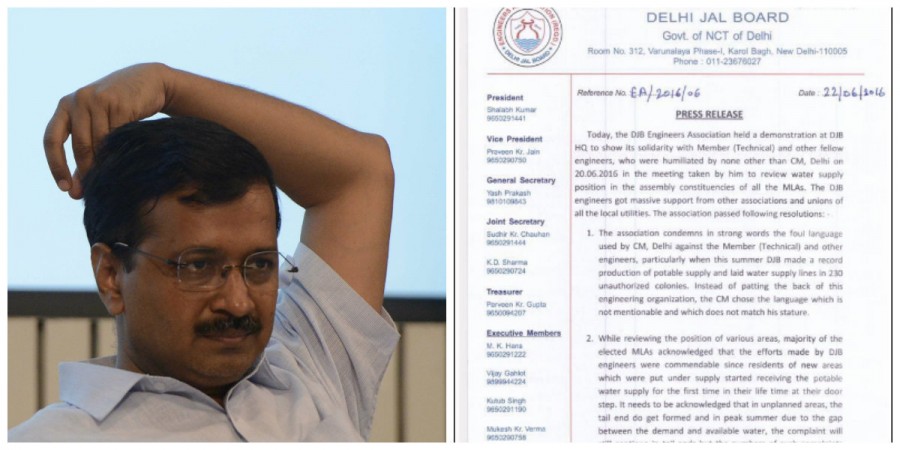 DELHI JAL BOARD
Govt. of NCT of Delhi
Room No. 312, Varunalaya Phase-I, Karol Bagh, New Delhi-110005
Phone : 011-23678027
DELHI JAL BOARD
Reference No. EA/2016/06
Date : 22/06/2016
PRESS RELEASE
President
Shalabh Kumar
9650291441
Vice President
Praveen Kr. Jain
9650290750
General Secretary
Yash Prakash
9810109843
Joint Secretary
Sudhir Kr. Chauhan
9650291444
K.D. Sharma
9650290724
Treasurer
Parveen Kr. Gupta
9650094207
Executive Members
M. K. Hans
9650291222
Vijay Gahlot
9899944224
Kutub Singh
9650291190
Mukesh Kr. Verma
9650290758
Today, the DJB Engineers Association held a demonstration at DJB
HQ to show its solidarity with Member (Technical) and other fellow
engineers, who were humiliated by none other than CM, Delhi on
20.06.2016 in the meeting taken by him to review water supply
position in the assembly constituencies of all the MLAs. The DJB
engineers got massive support from other associations and unions of
all the local utilities. The association passed following resolutions: -
1. The association condemns in strong words the foul language
used by CM, Delhi against the Member (Technical) and other
engineers, particularly when this summer DJB made a record
production of potable supply and laid water supply lines in 230
unauthorized colonies. Instead of patting the back of this
engineering organization, the CM chose the language which is
not mentionable and which does not match his stature.
2. While reviewing the position of various areas, majority of the
elected MLAs acknowledged that the efforts made by DJB
engineers were commendable since residents of new areas
which were put under supply started receiving the potable
water supply for the first time in their life time at their door
step. It needs to be acknowledged that in unplanned areas, the
tail end do get formed and in peak summer due to the gap
between the demand and available water, the complaint will